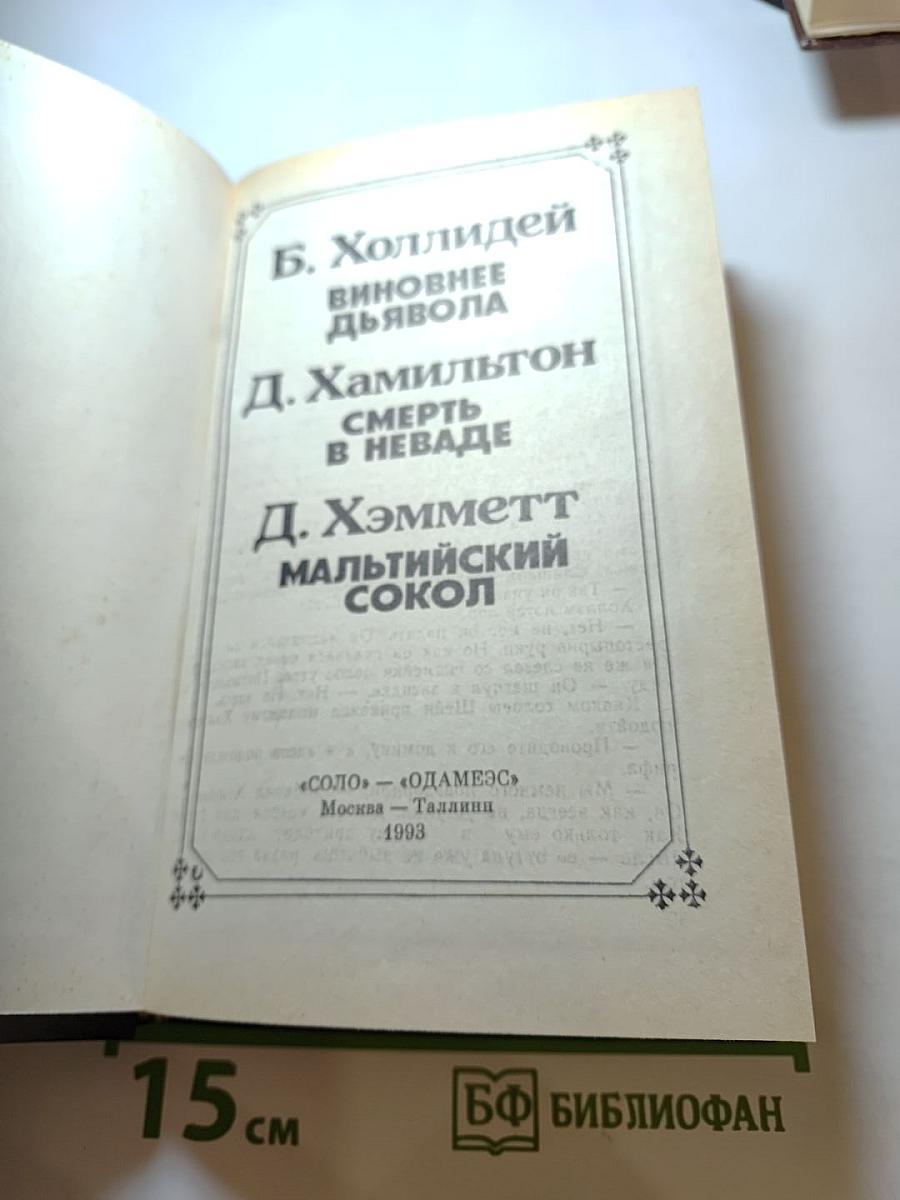 Б. Холлидей
ВИНОВНЕЕ
ДЬЯВОЛА
Д. Хамильтон
СМЕРТЬ
В НЕВАДЕ
Д. Хэмметт
МАЛЬТИЙСКИЙ
СОКОЛ
«СОЛО» — «ОДАМЕЭС»
Москва — Таллинн
1993
15 см
БФ БИБЛИОФАН